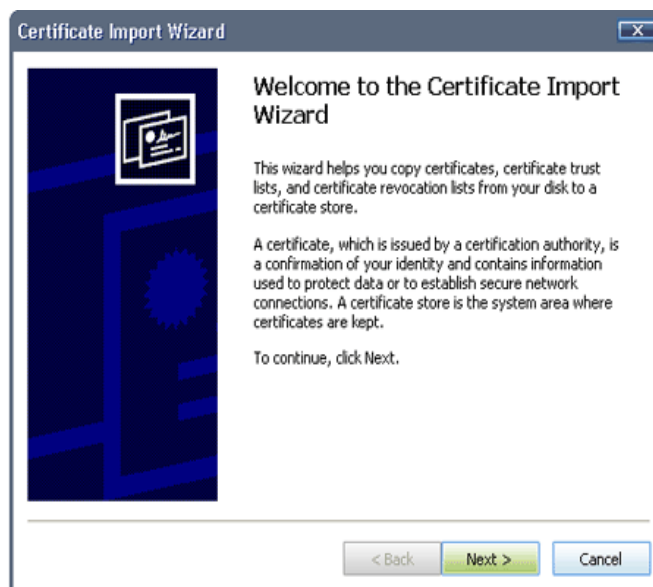 Certificate Import Wizard
Welcome to the Certificate Import
Wizard
This wizard helps you copy certificates, certificate trust
lists, and certificate revocation lists from your disk to a
certificate store.
A certificate, which is issued by a certification authority, is
a confirmation of your identity and contains information
used to protect data or to establish secure network
connections. A certificate store is the system area where
certificates are kept.
To continue, click Next.
< Back Next > Cancel